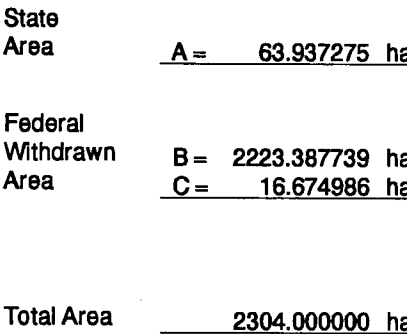 State
Area A = 63.937275 ha
Federal
Withdrawn B = 2223.387739 ha
Area C = 16.674986 ha
Total Area 2304.000000 ha